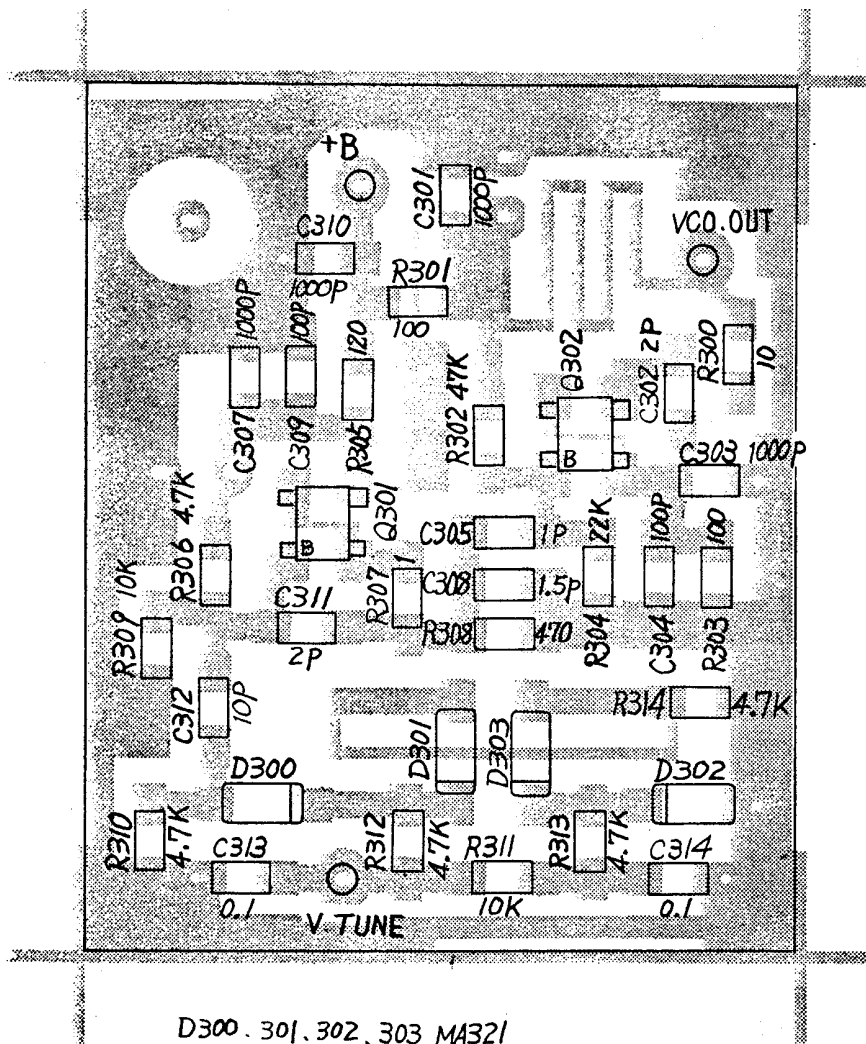 +B
C301
1000P
VCO.OUT
C310
1000P
R301
100
1000P
C307
100P
C309
120
R305
R302 47K
Q302
C302 2P
R300
10
C303 1000P
R306 4.7K
Q301
B
B
C305 1P
22K
R304
100P
C304
100
R303
R309 10K
R307 1
C308 1.5P
C311
2P
R308 470
C312
10P
R314 4.7K
D301
D303
D300
D302
R310
4.7K
C313
0.1
R312
4.7K
R311
10K
R313
4.7K
C314
0.1
V-TUNE
D300.301.302.303 MA321